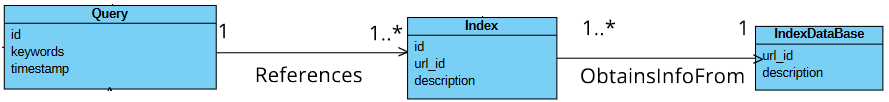 Query
id
keywords
timestamp
1
1..*
References
Index
id
url_id
description
1..*
1
ObtainsInfoFrom
IndexDataBase
url_id
description